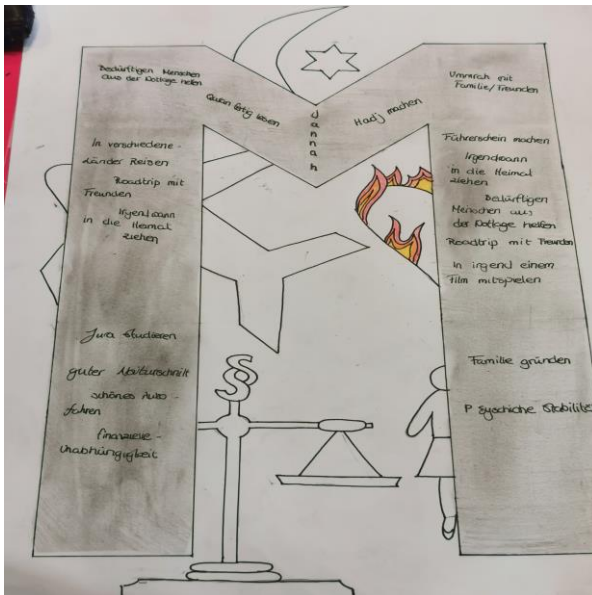 Bedürftigen Menschen
aus der Notlage helfen
Quran fertig lesen
Jannah
Hadj machen
Ummrah mit
Familie/Freunden
In verschiedene-
Länder Reisen
Roadtrip mit
Freunden
Irgendwann
in die Heimat
ziehen
Jura studieren
guter Abiturschnitt
schönes Auto-
fahren
finanziele-
Unabhängigkeit
§
Führerschein machen
Irgendwann
in die Heimat
ziehen
Bedürftigen
Menschen aus
der Notlage helfen
Roadtrip mit Freunden
In irgend einem
Film mitspielen
Familie gründen